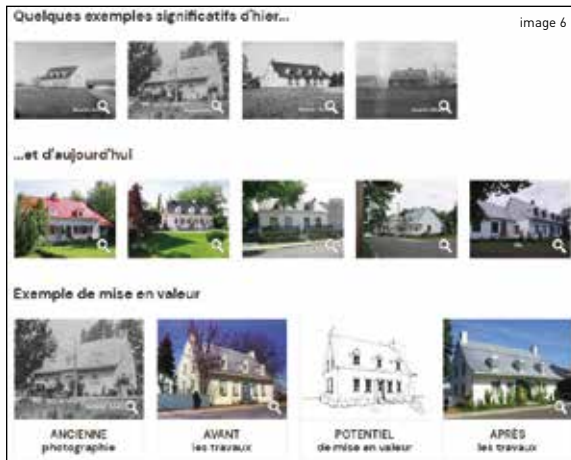 Quelques exemples significatifs d'hier...
image 6
...et d'aujourd'hui
Exemple de mise en valeur
ANCIENNE
photographie
AVANT
les travaux
POTENTIEL
de mise en valeur
APRÈS
les travaux